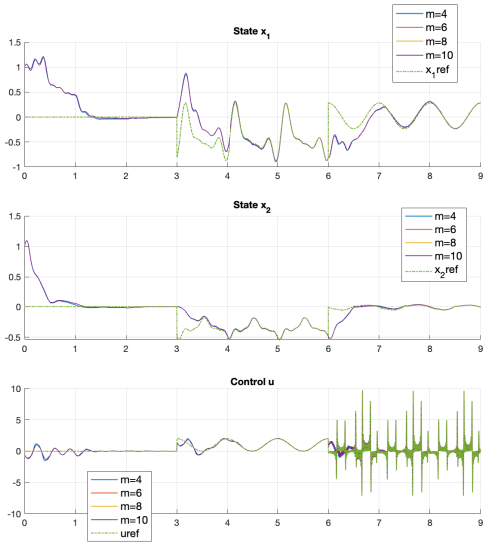 State x1
m=4
m=6
m=8
m=10
x1ref
1.5
1
0.5
0
-0.5
-1
0 1 2 3 4 5 6 7 8 9
State x2
m=4
m=6
m=8
m=10
x2ref
1.5
1
0.5
0
-0.5
0 1 2 3 4 5 6 7 8 9
Control u
10
5
0
-5
-10
m=4
m=6
m=8
m=10
uref
0 1 2 3 4 5 6 7 8 9